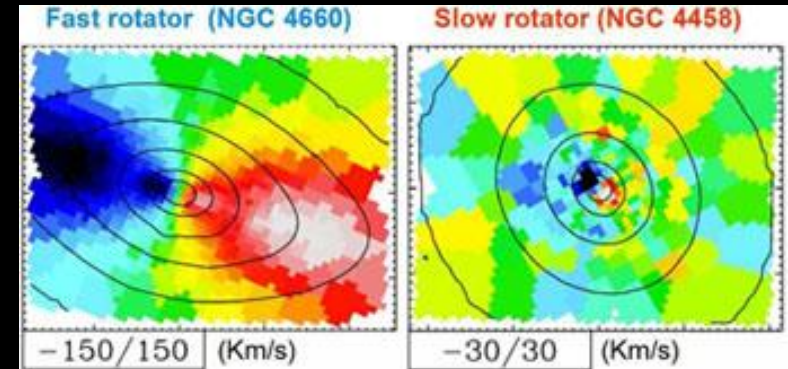 Fast rotator (NGC 4660)
Slow rotator (NGC 4458)
−150/150 (Km/s)
−30/30 (Km/s)